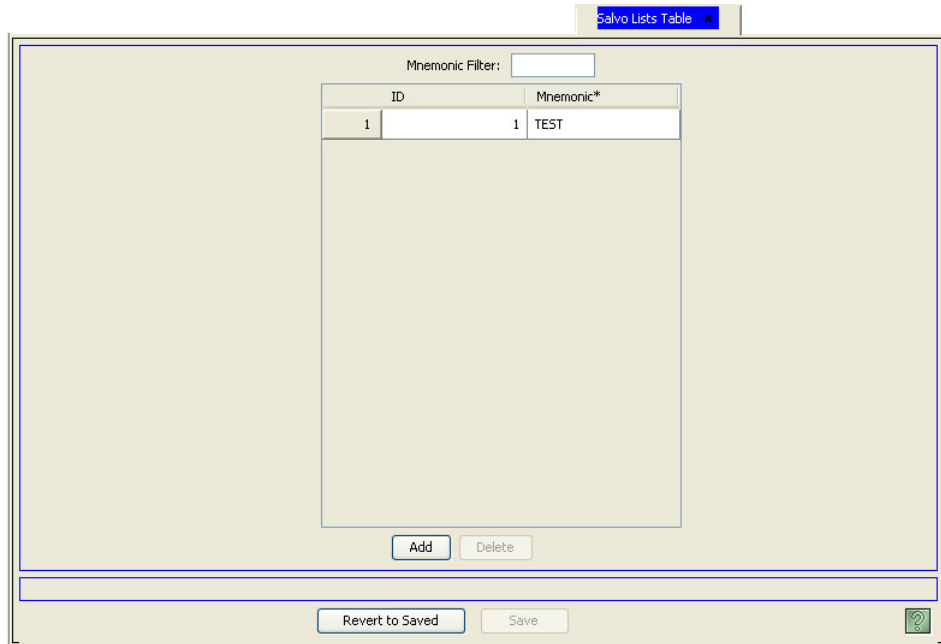 Salvo Lists Table ×
Mnemonic Filter:
ID Mnemonic*
1 1 TEST
Add Delete
Revert to Saved Save ?